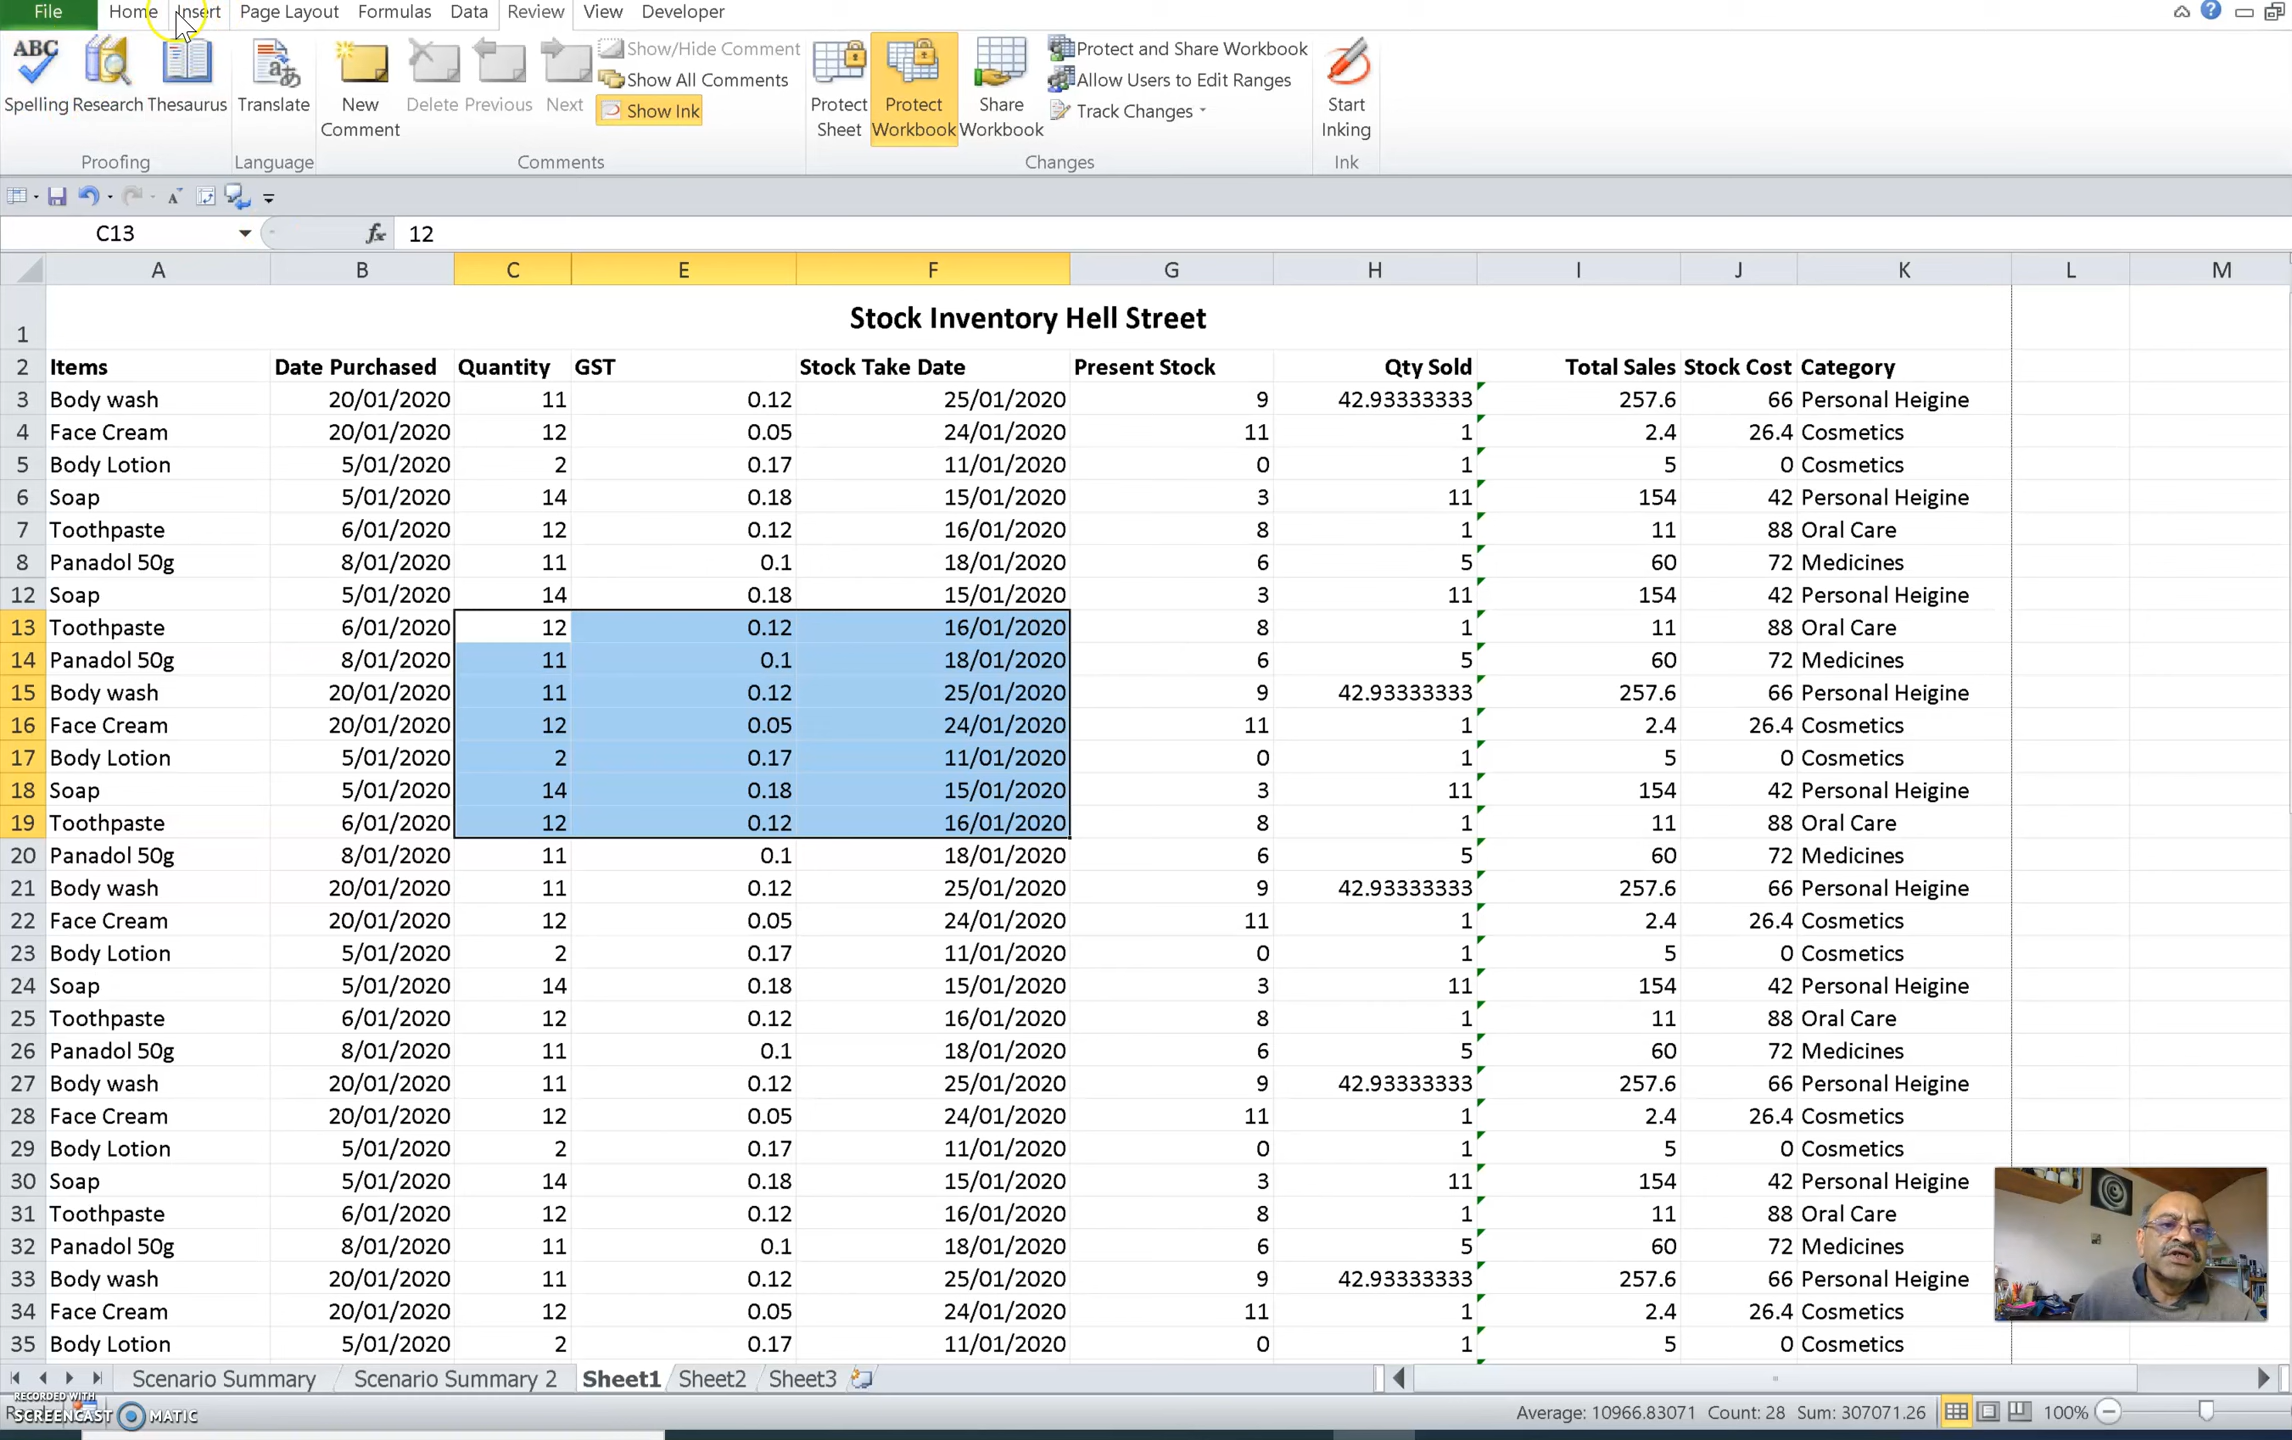 File Home Insert Page Layout Formulas Data Review View Developer
ABC
Spelling Research Thesaurus Translate New Comment Delete Previous Next
Show/Hide Comment
Show All Comments
Show Ink
Protect Sheet Protect Workbook Share Workbook
Protect and Share Workbook
Allow Users to Edit Ranges
Track Changes
Start Inking
Proofing Language Comments Changes Ink
C13 fx 12
A B C E F G H I J K L M
1 Stock Inventory Hell Street
2 Items Date Purchased Quantity GST Stock Take Date Present Stock Qty Sold Total Sales Stock Cost Category
3 Body wash 20/01/2020 11 0.12 25/01/2020 9 42.93333333 257.6 66 Personal Heigine
4 Face Cream 20/01/2020 12 0.05 24/01/2020 11 1 2.4 26.4 Cosmetics
5 Body Lotion 5/01/2020 2 0.17 11/01/2020 0 1 5 0 Cosmetics
6 Soap 5/01/2020 14 0.18 15/01/2020 3 11 154 42 Personal Heigine
7 Toothpaste 6/01/2020 12 0.12 16/01/2020 8 1 11 88 Oral Care
8 Panadol 50g 8/01/2020 11 0.1 18/01/2020 6 5 60 72 Medicines
12 Soap 5/01/2020 14 0.18 15/01/2020 3 11 154 42 Personal Heigine
13 Toothpaste 6/01/2020 12 0.12 16/01/2020 8 1 11 88 Oral Care
14 Panadol 50g 8/01/2020 11 0.1 18/01/2020 6 5 60 72 Medicines
15 Body wash 20/01/2020 11 0.12 25/01/2020 9 42.93333333 257.6 66 Personal Heigine
16 Face Cream 20/01/2020 12 0.05 24/01/2020 11 1 2.4 26.4 Cosmetics
17 Body Lotion 5/01/2020 2 0.17 11/01/2020 0 1 5 0 Cosmetics
18 Soap 5/01/2020 14 0.18 15/01/2020 3 11 154 42 Personal Heigine
19 Toothpaste 6/01/2020 12 0.12 16/01/2020 8 1 11 88 Oral Care
20 Panadol 50g 8/01/2020 11 0.1 18/01/2020 6 5 60 72 Medicines
21 Body wash 20/01/2020 11 0.12 25/01/2020 9 42.93333333 257.6 66 Personal Heigine
22 Face Cream 20/01/2020 12 0.05 24/01/2020 11 1 2.4 26.4 Cosmetics
23 Body Lotion 5/01/2020 2 0.17 11/01/2020 0 1 5 0 Cosmetics
24 Soap 5/01/2020 14 0.18 15/01/2020 3 11 154 42 Personal Heigine
25 Toothpaste 6/01/2020 12 0.12 16/01/2020 8 1 11 88 Oral Care
26 Panadol 50g 8/01/2020 11 0.1 18/01/2020 6 5 60 72 Medicines
27 Body wash 20/01/2020 11 0.12 25/01/2020 9 42.93333333 257.6 66 Personal Heigine
28 Face Cream 20/01/2020 12 0.05 24/01/2020 11 1 2.4 26.4 Cosmetics
29 Body Lotion 5/01/2020 2 0.17 11/01/2020 0 1 5 0 Cosmetics
30 Soap 5/01/2020 14 0.18 15/01/2020 3 11 154 42 Personal Heigine
31 Toothpaste 6/01/2020 12 0.12 16/01/2020 8 1 11 88 Oral Care
32 Panadol 50g 8/01/2020 11 0.1 18/01/2020 6 5 60 72 Medicines
33 Body wash 20/01/2020 11 0.12 25/01/2020 9 42.93333333 257.6 66 Personal Heigine
34 Face Cream 20/01/2020 12 0.05 24/01/2020 11 1 2.4 26.4 Cosmetics
35 Body Lotion 5/01/2020 2 0.17 11/01/2020 0 1 5 0 Cosmetics
Scenario Summary Scenario Summary 2 Sheet1 Sheet2 Sheet3
RECORDED WITH
SCREENCAST MATIC
Average: 10966.83071 Count: 28 Sum: 307071.26 100%